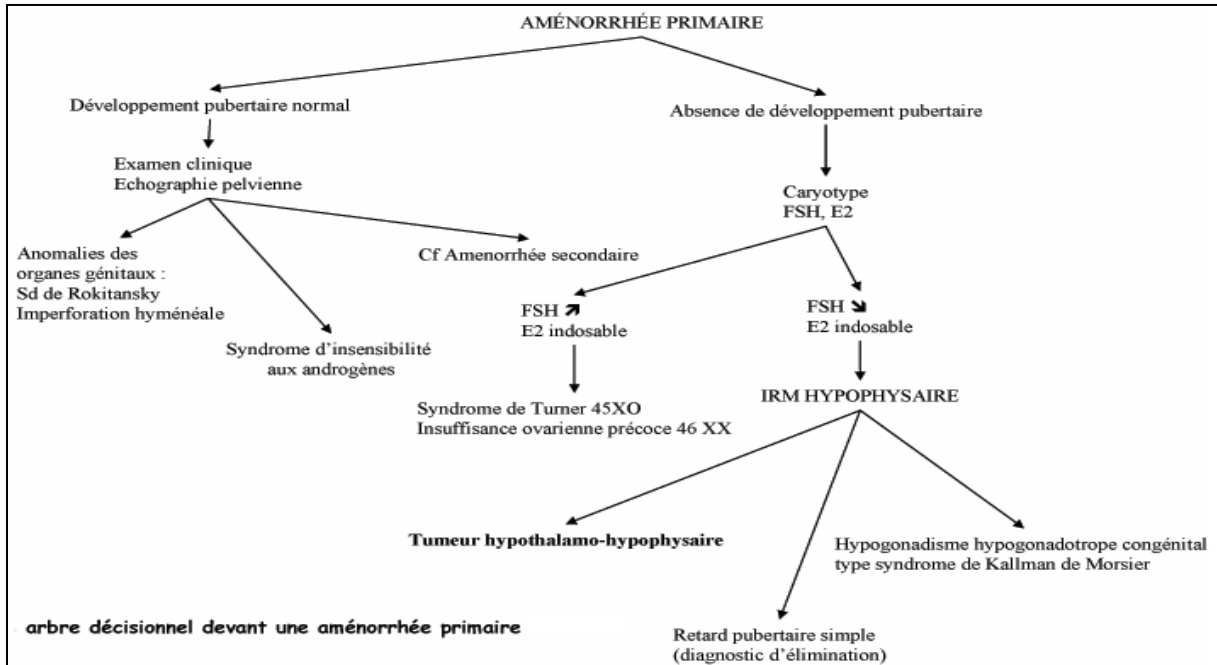 AMÉNORRHÉE PRIMAIRE
Développement pubertaire normal
Absence de développement pubertaire
Examen clinique
Echographie pelvienne
Caryotype
FSH, E2
Anomalies des
organes génitaux :
Sd de Rokitansky
Imperforation hyménéale
Cf Amenorrhée secondaire
Syndrome d'insensibilité
aux androgènes
FSH ↗
E2 indosable
FSH ↘
E2 indosable
Syndrome de Turner 45XO
Insuffisance ovarienne précoce 46 XX
IRM HYPOPHYSAIRE
Tumeur hypothalamo-hypophysaire
Hypogonadisme hypogonadotrope congénital
type syndrome de Kallman de Morsier
Retard pubertaire simple
(diagnostic d'élimination)
arbre décisionnel devant une aménorrhée primaire